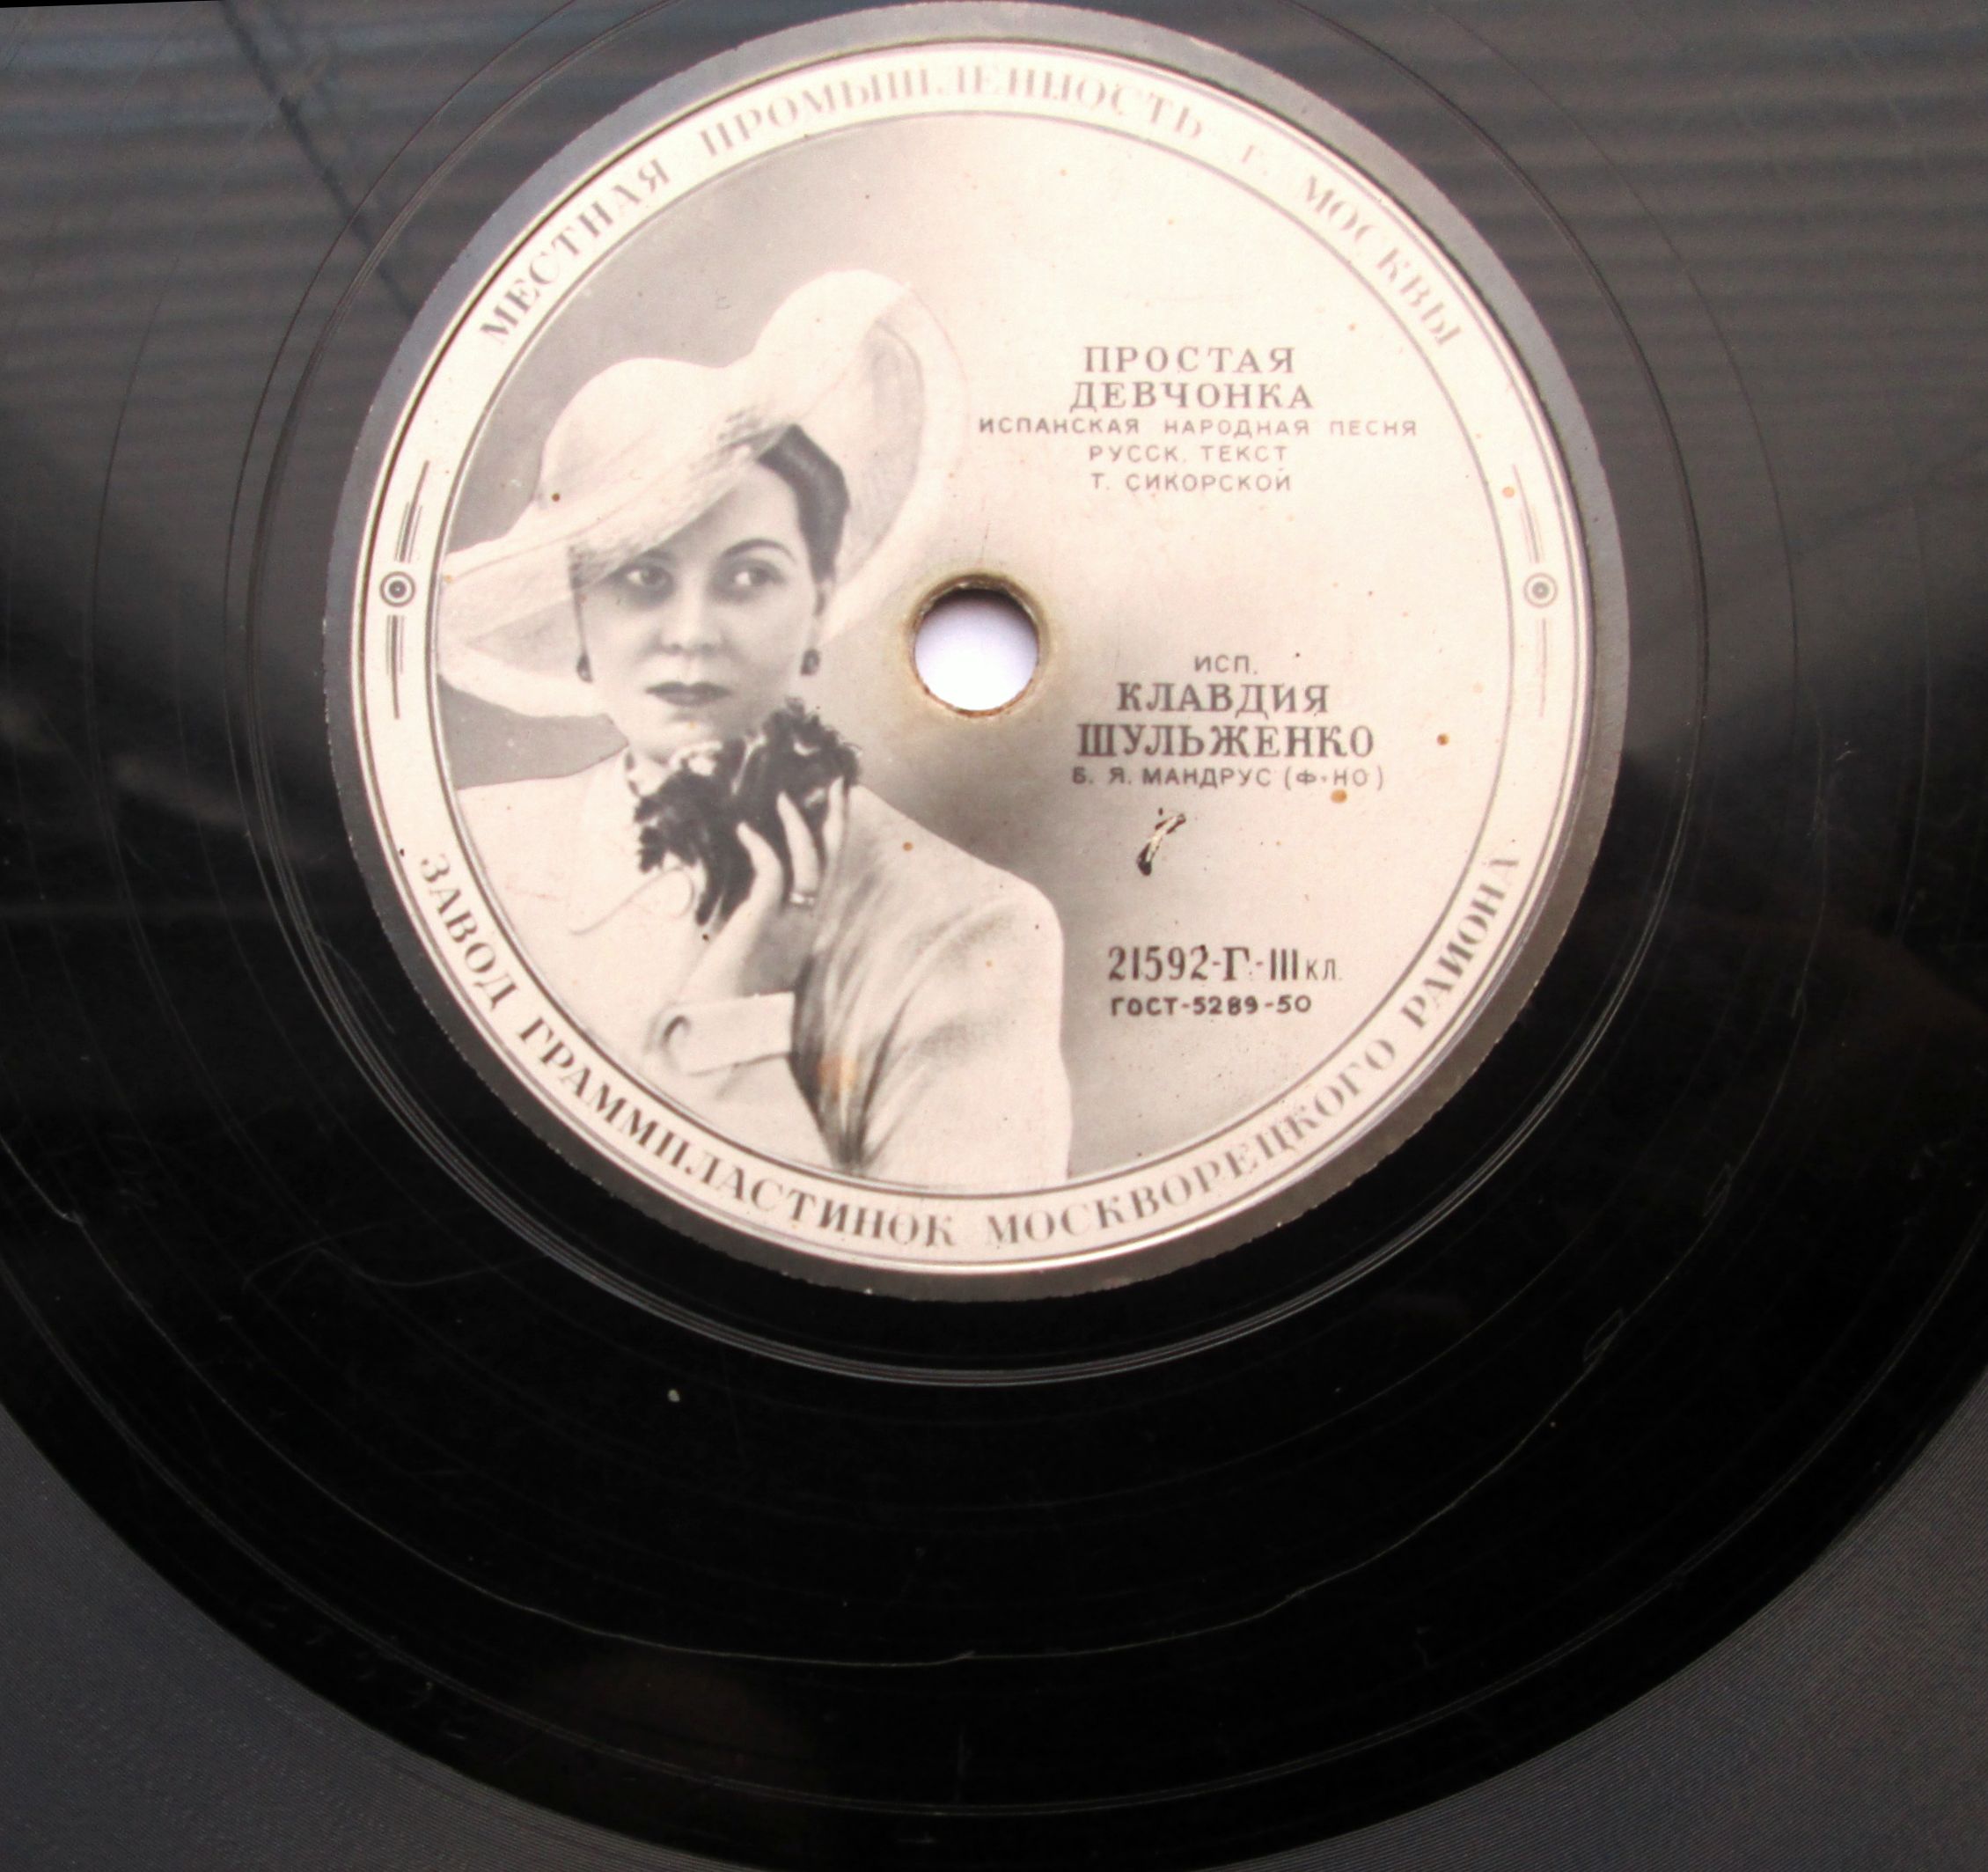 МЕСТНАЯ ПРОМЫШЛЕННОСТЬ г. МОСКВЫ
ПРОСТАЯ
ДЕВЧОНКА
ИСПАНСКАЯ НАРОДНАЯ ПЕСНЯ
РУССК. ТЕКСТ
Т. СИКОРСКОЙ
ИСП.
КЛАВДИЯ
ШУЛЬЖЕНКО
Б. Я. МАНДРУС (Ф-НО)
21592-Г-III КЛ.
ГОСТ-5289-50
ЗАВОД ГРАММПЛАСТИНОК МОСКВОРЕЦКОГО РАЙОНА